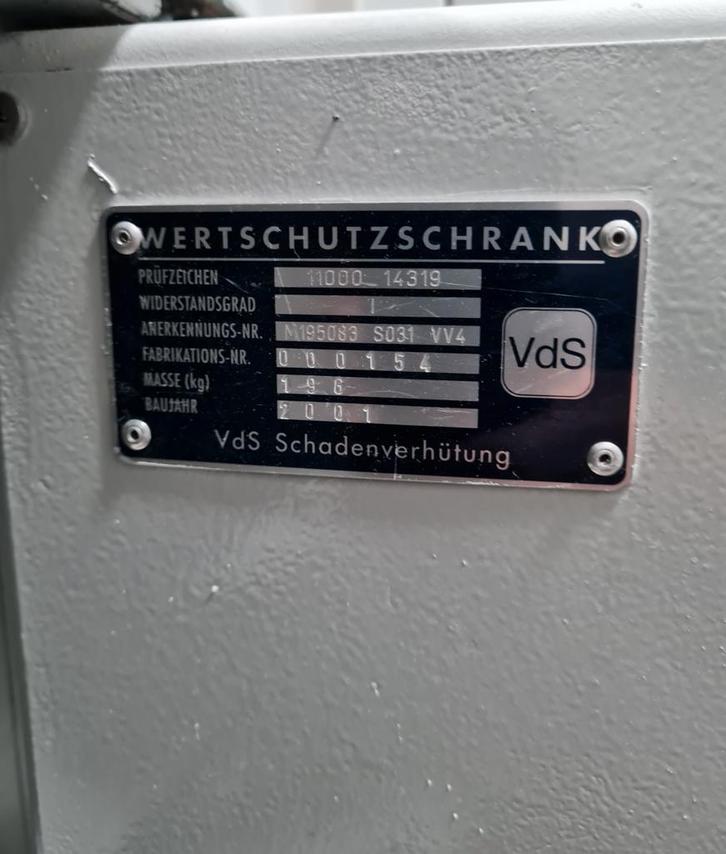 WERTSCHUTZSCHRANK
PRÜFZEICHEN 11000 14319
WIDERSTANDSGRAD I
ANERKENNUNGS-NR. M195083 S031 VV4
FABRIKATIONS-NR. 000154
MASSE (kg) 196
BAUJAHR 2001
VdS
VdS Schadenverhütung